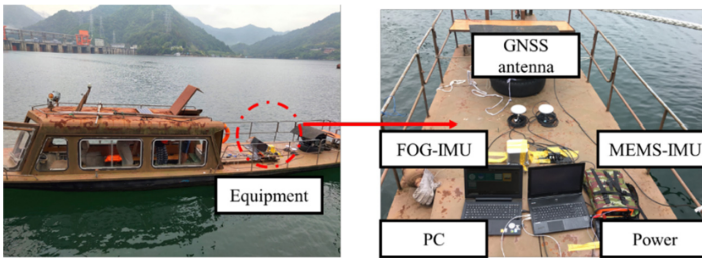 Equipment
GNSS
antenna
FOG-IMU
MEMS-IMU
PC
Power